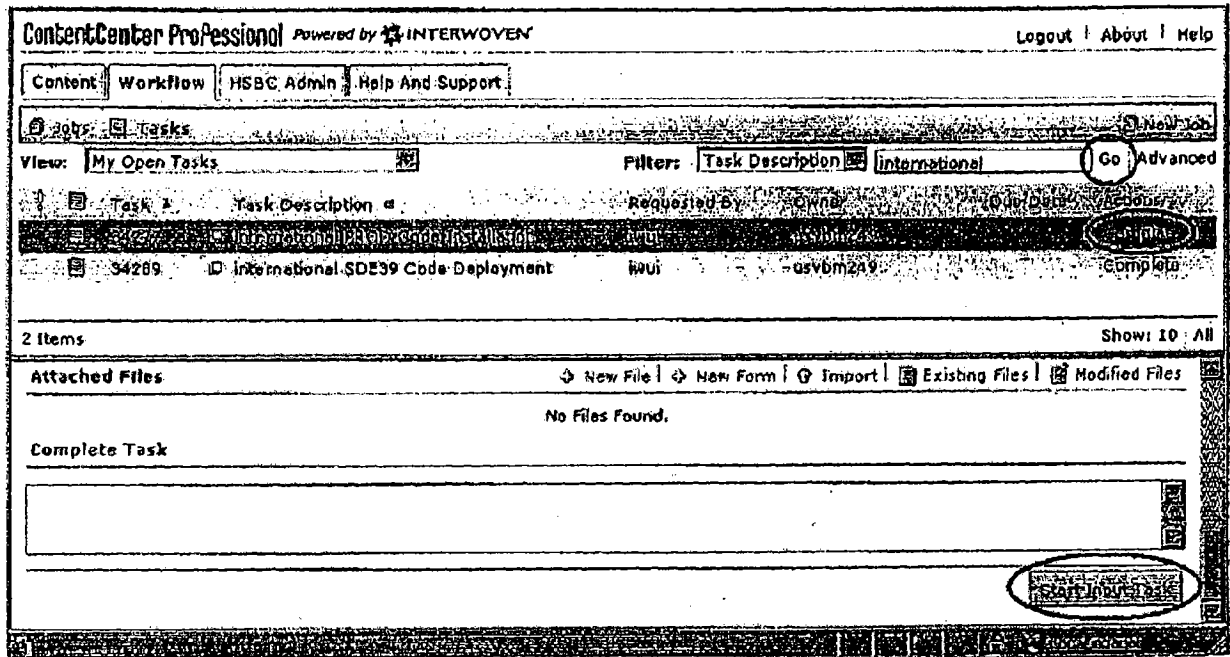 ContentCenter Professional Powered by INTERWOVEN
Logout | About | Help
Content Workflow HSBC Admin Help And Support
Jobs Tasks New Job
View: My Open Tasks Filter: Task Description international Go Advanced
Task Task Description Requested By Owner Due Date Actions
International
34289 international SDE39 Code Deployment Complete
2 Items Show: 10 All
Attached Files New File | New Form | Import | Existing Files | Modified Files
No Files Found.
Complete Task
Start Input Task